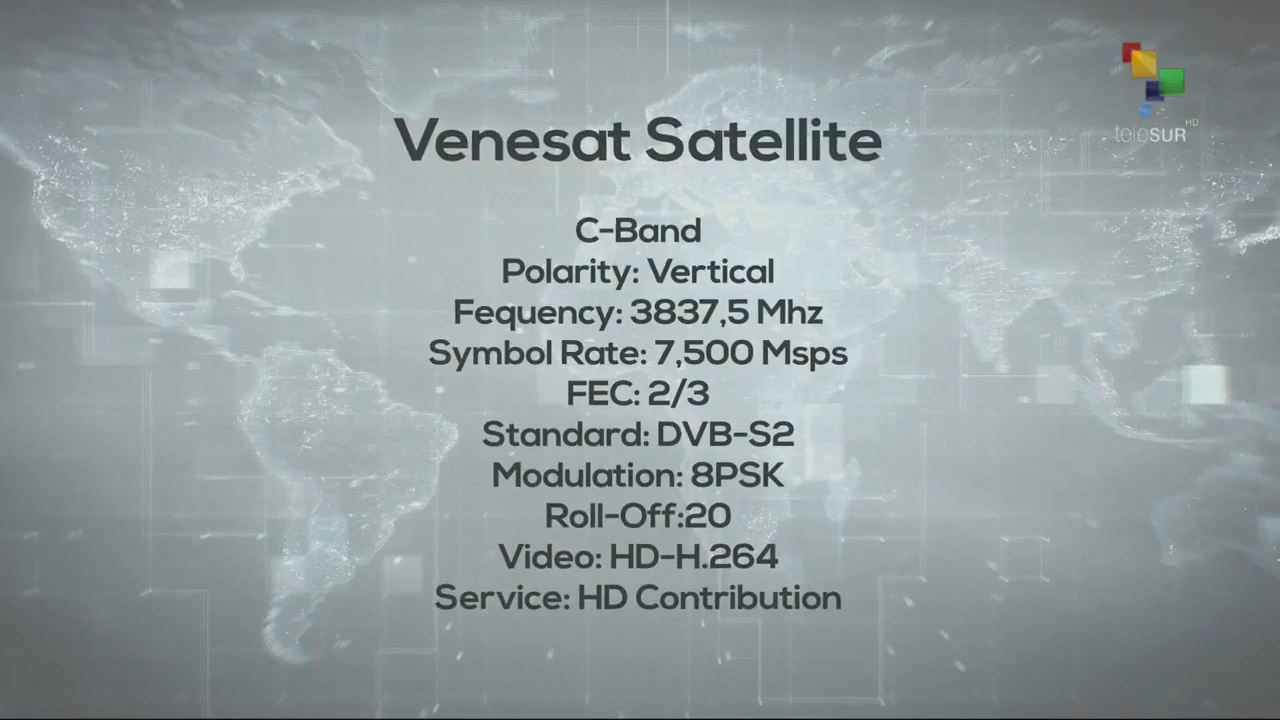 Venesat Satellite
C-Band
Polarity: Vertical
Fequency: 3837,5 Mhz
Symbol Rate: 7,500 Msps
FEC: 2/3
Standard: DVB-S2
Modulation: 8PSK
Roll-Off:20
Video: HD-H.264
Service: HD Contribution
teleSUR HD